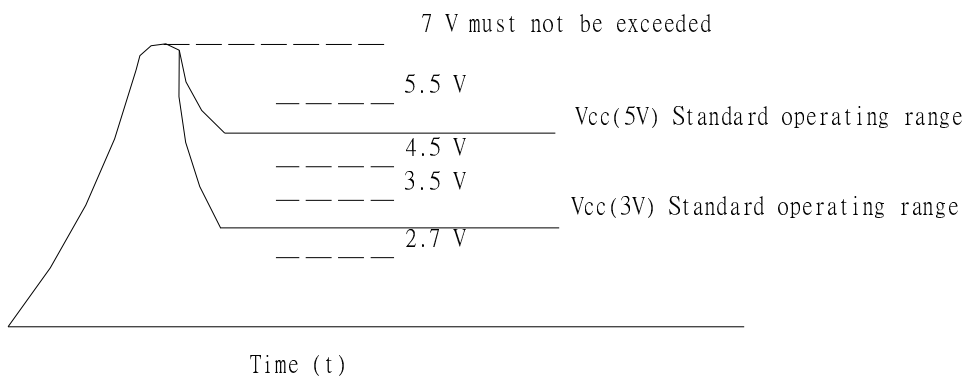 7 V must not be exceeded
5.5 V
Vcc(5V) Standard operating range
4.5 V
3.5 V
Vcc(3V) Standard operating range
2.7 V
Time (t)